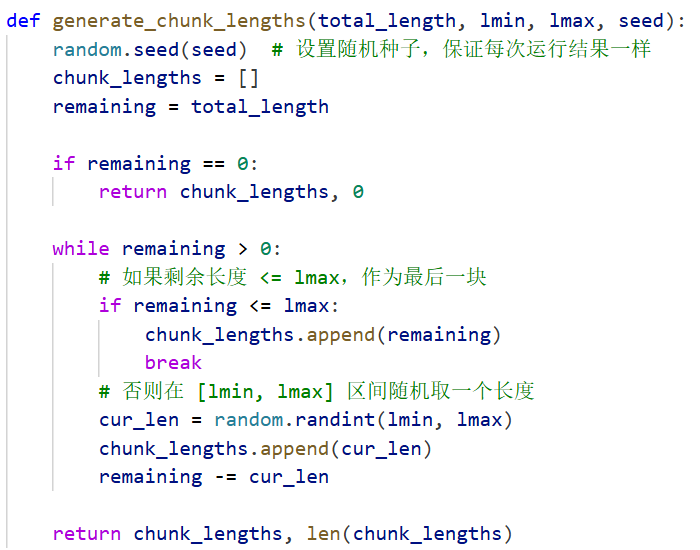 def generate_chunk_lengths(total_length, lmin, lmax, seed):
    random.seed(seed)  # 设置随机种子，保证每次运行结果一样
    chunk_lengths = []
    remaining = total_length

    if remaining == 0:
        return chunk_lengths, 0

    while remaining > 0:
        # 如果剩余长度 <= lmax，作为最后一块
        if remaining <= lmax:
            chunk_lengths.append(remaining)
            break
        # 否则在 [lmin, lmax] 区间随机取一个长度
        cur_len = random.randint(lmin, lmax)
        chunk_lengths.append(cur_len)
        remaining -= cur_len

    return chunk_lengths, len(chunk_lengths)